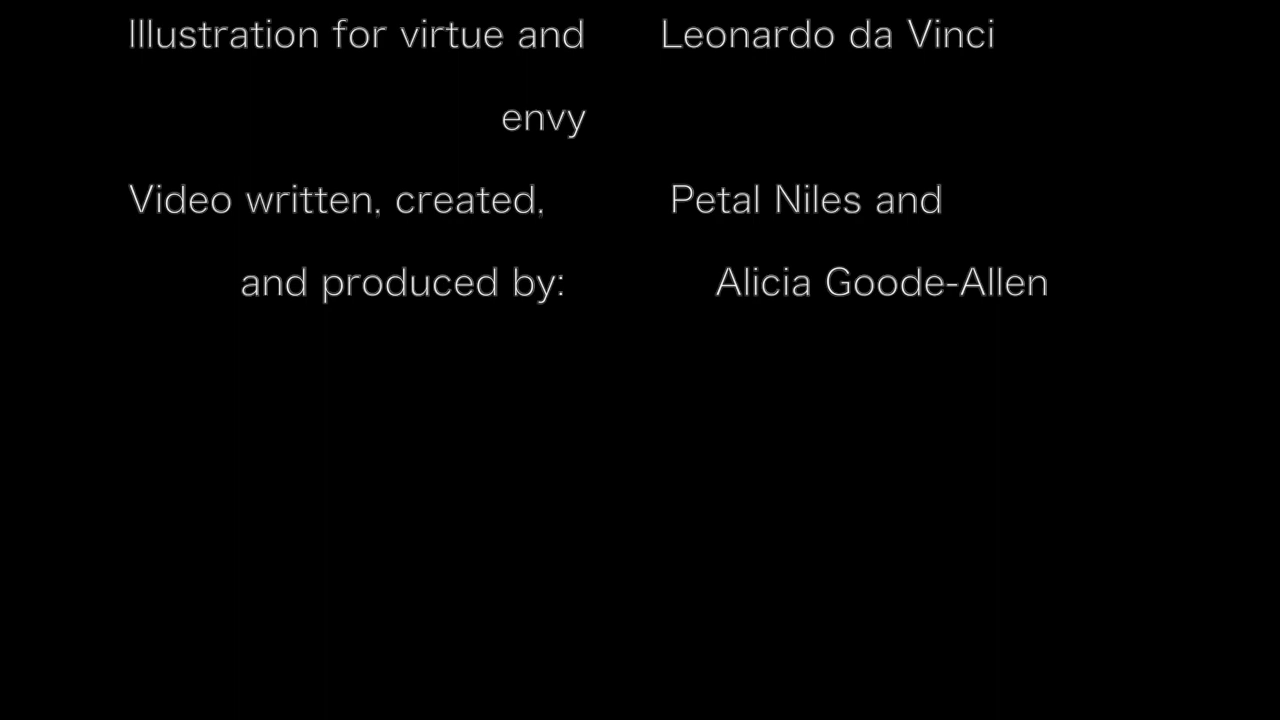 Illustration for virtue and Leonardo da Vinci
envy
Video written, created, Petal Niles and
and produced by: Alicia Goode-Allen